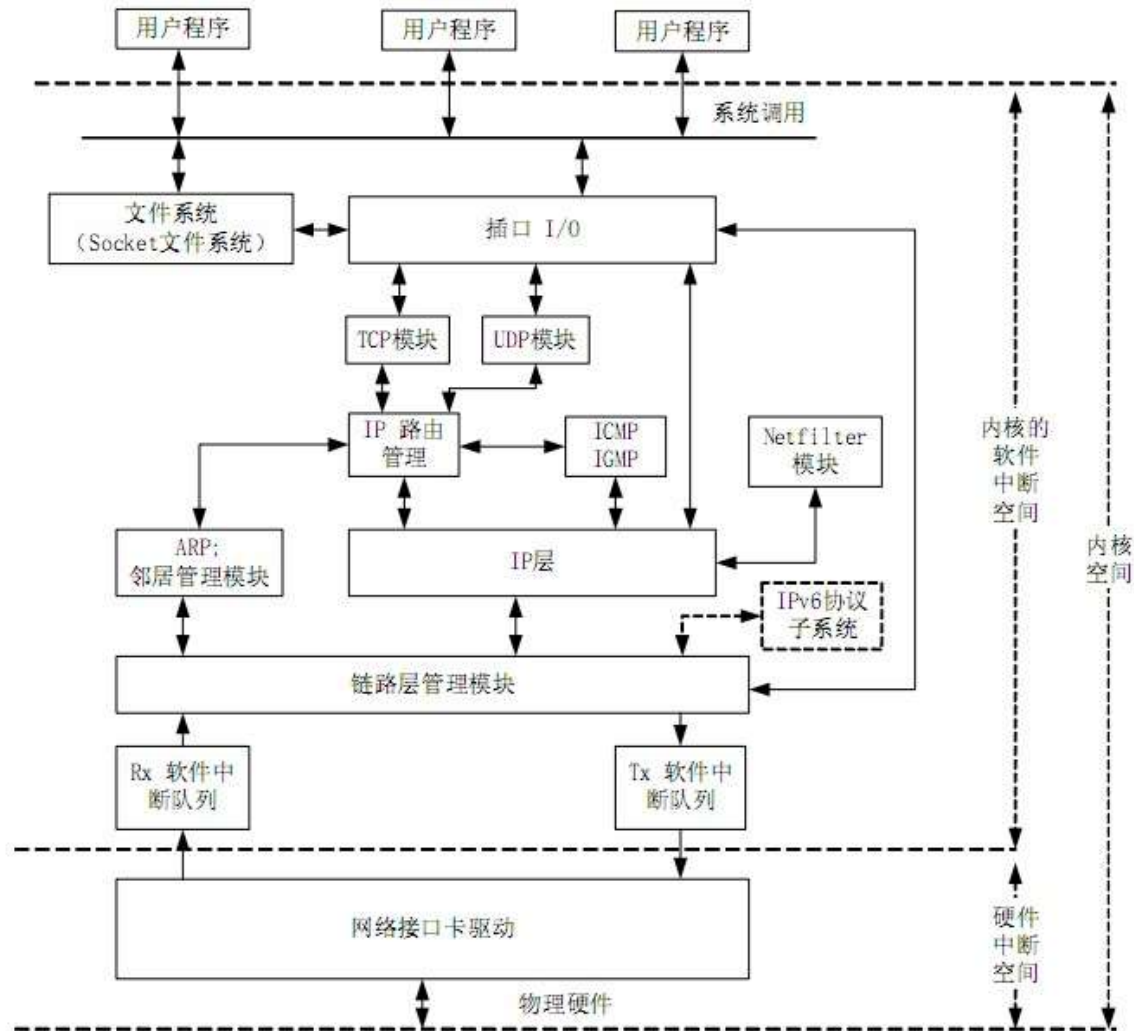 用户程序
用户程序
用户程序
系统调用
文件系统
（Socket文件系统）
插口 I/O
TCP模块
UDP模块
IP 路由
管理
ICMP
IGMP
Netfilter
模块
内核的
软件
中断
空间
内核
空间
ARP;
邻居管理模块
IP层
IPv6协议
子系统
链路层管理模块
Rx 软件中
断队列
Tx 软件中
断队列
网络接口卡驱动
硬件
中断
空间
物理硬件